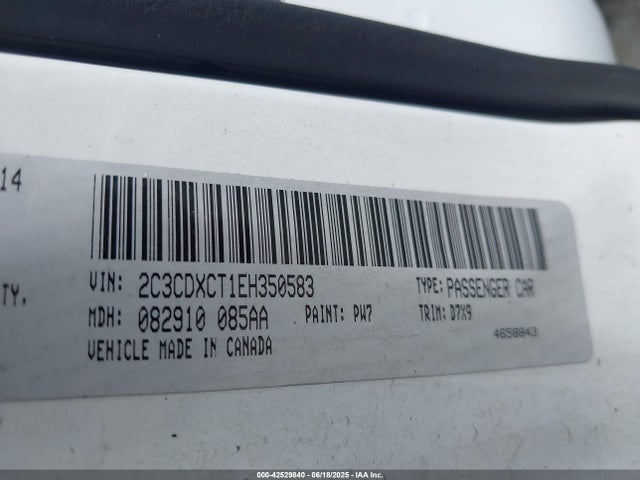 14
TY,
VIN: 2C3CDXCT1EH350583 TYPE: PASSENGER CAR
MDH: 082910 085AA PAINT: PW7 TRIM: D7X9
VEHICLE MADE IN CANADA 4658843
000-42529840 - 06/18/2025 - IAA Inc.